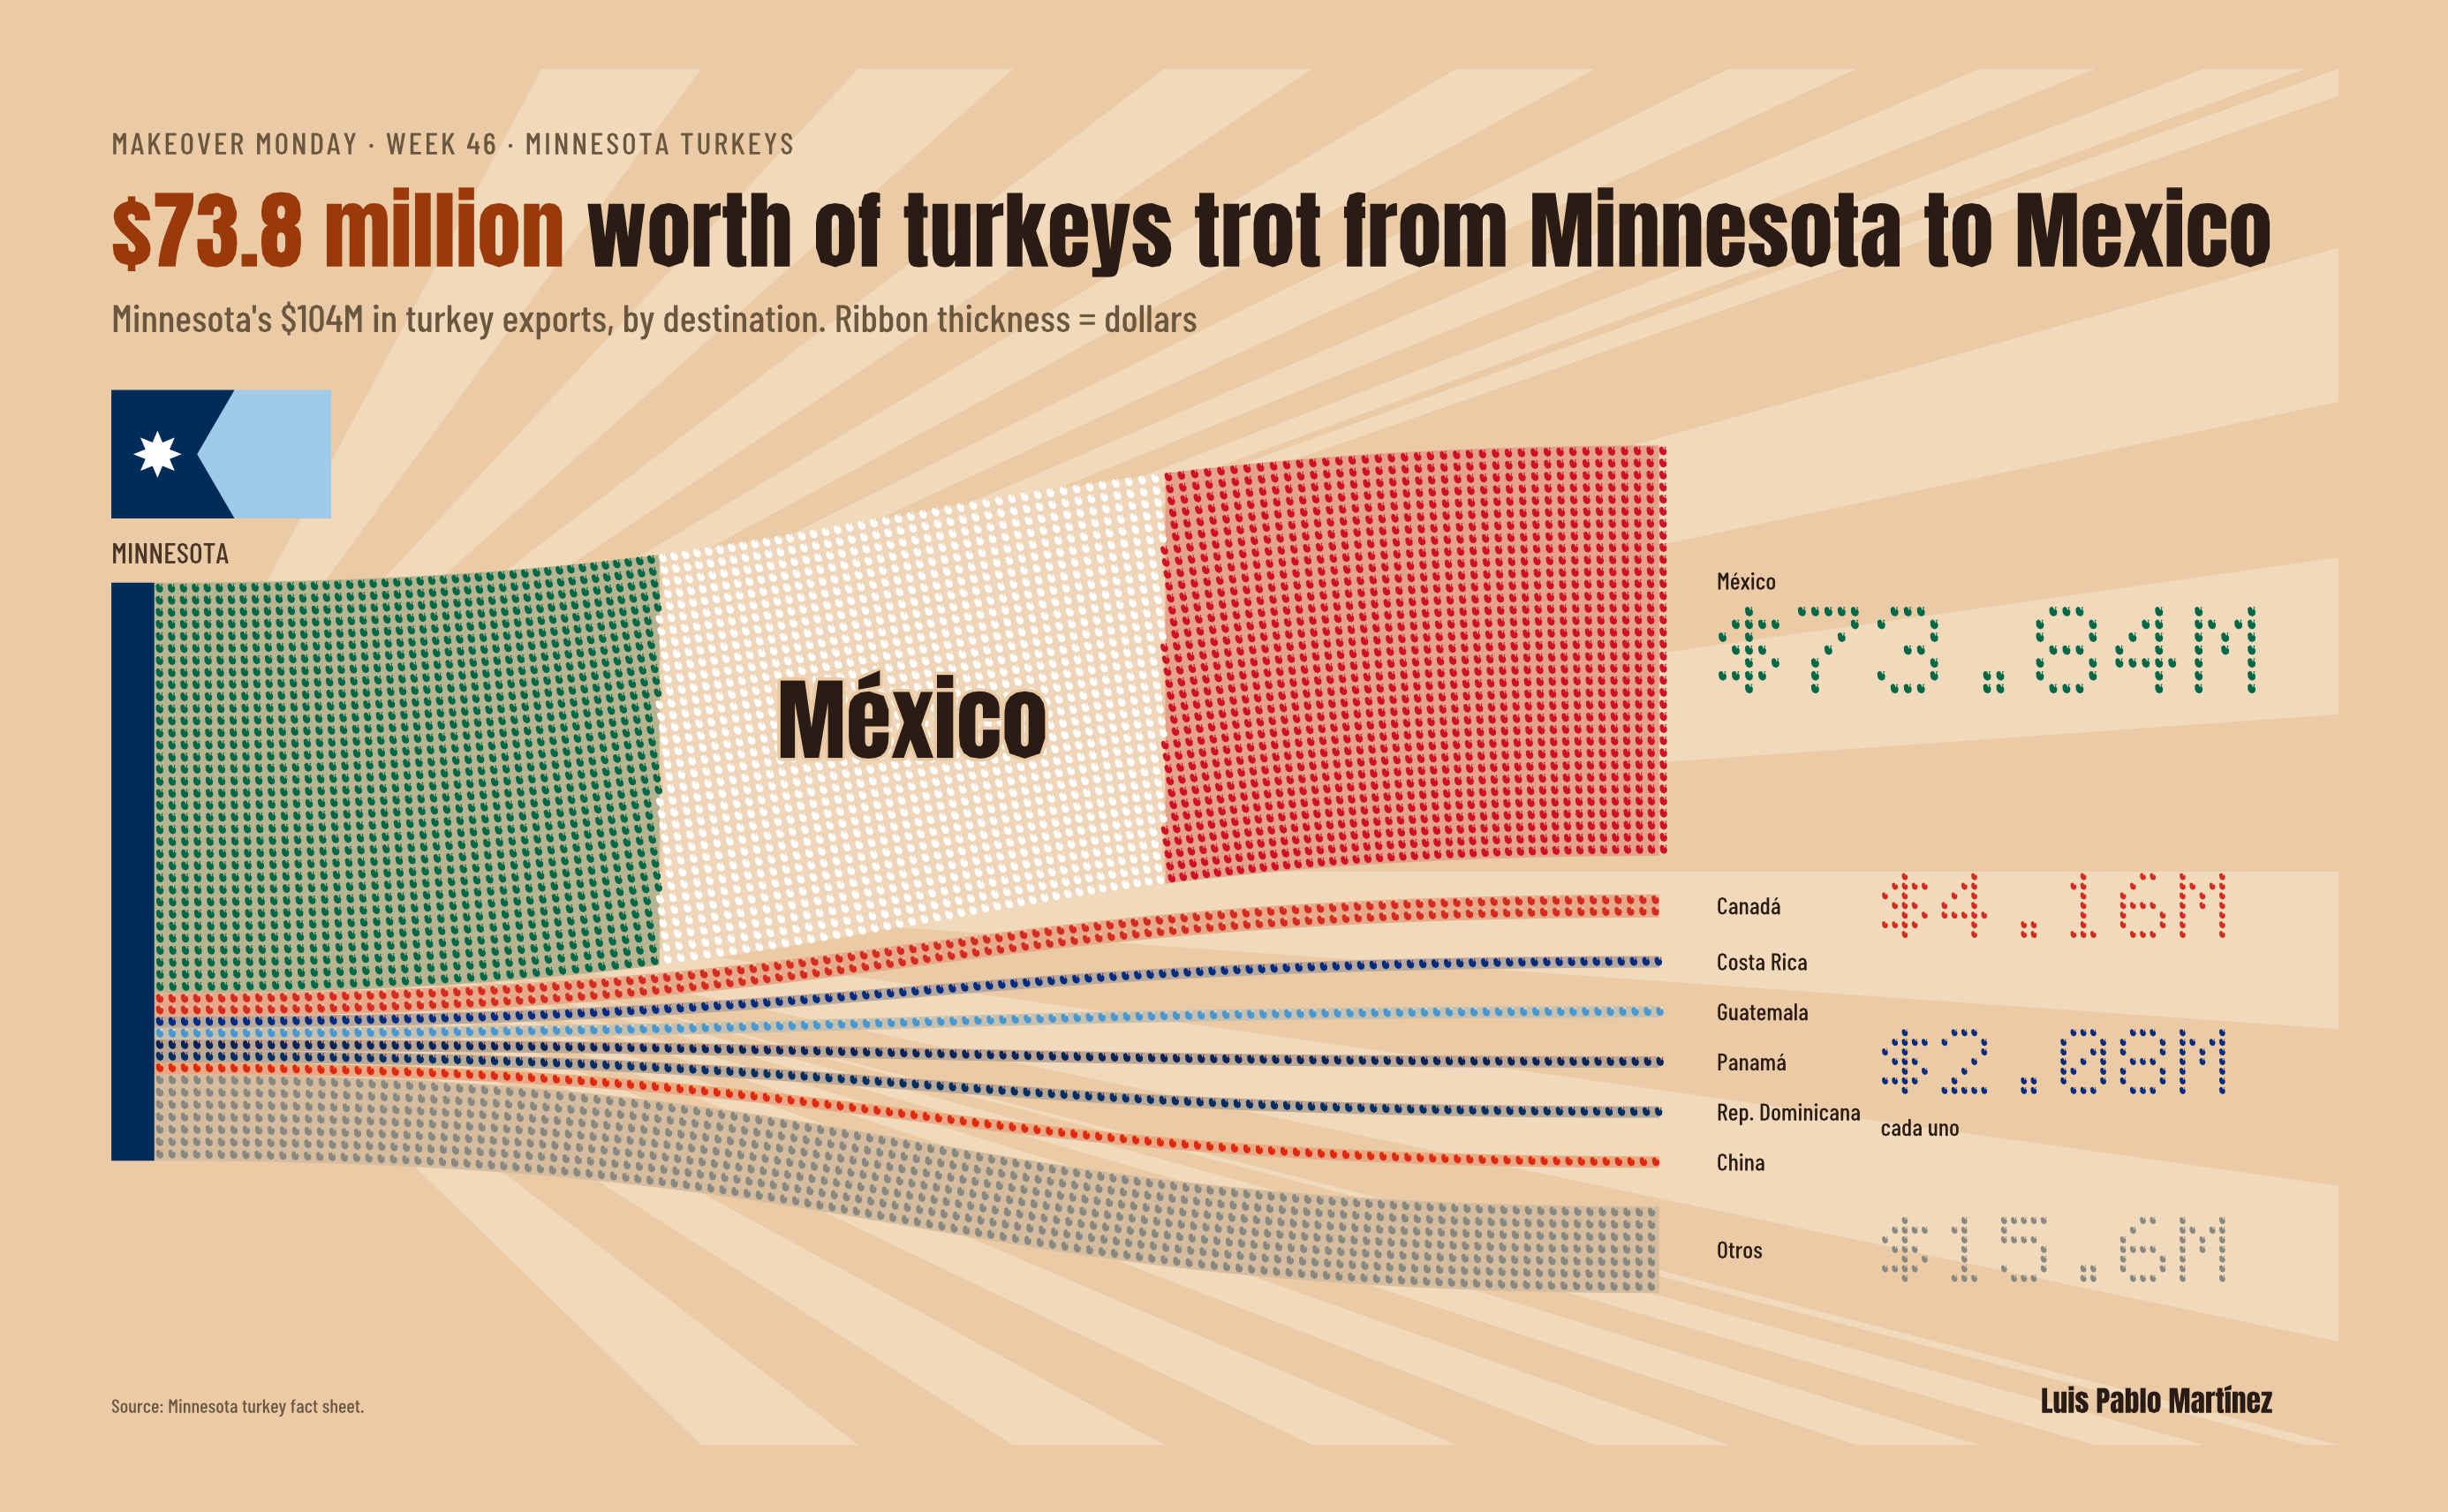 MAKEOVER MONDAY · WEEK 46 · MINNESOTA TURKEYS
$73.8 million worth of turkeys trot from Minnesota to Mexico
Minnesota's $104M in turkey exports, by destination. Ribbon thickness = dollars
MINNESOTA
México
México
$73.84M
Canadá
$4.16M
Costa Rica
Guatemala
Panamá
$2.08M
Rep. Dominicana
cada uno
China
Otros
$15.6M
Source: Minnesota turkey fact sheet.
Luis Pablo Martínez